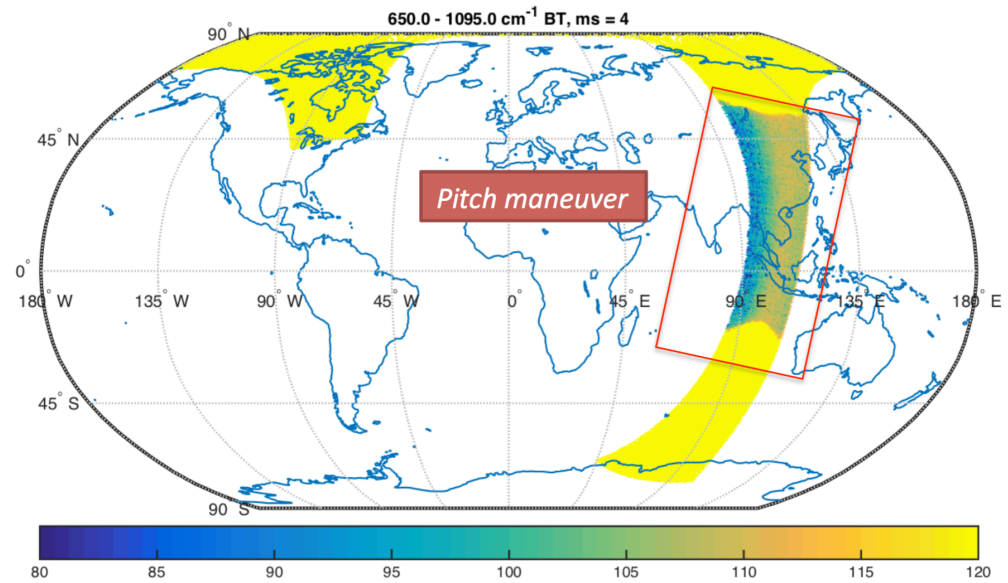 650.0 - 1095.0 cm-1 BT, ms = 4
90° N
45° N
Pitch maneuver
0°
180° W 135° W 90° W 45° W 0° 45° E 90° E 135° E 180° E
45° S
90° S
80 85 90 95 100 105 110 115 120